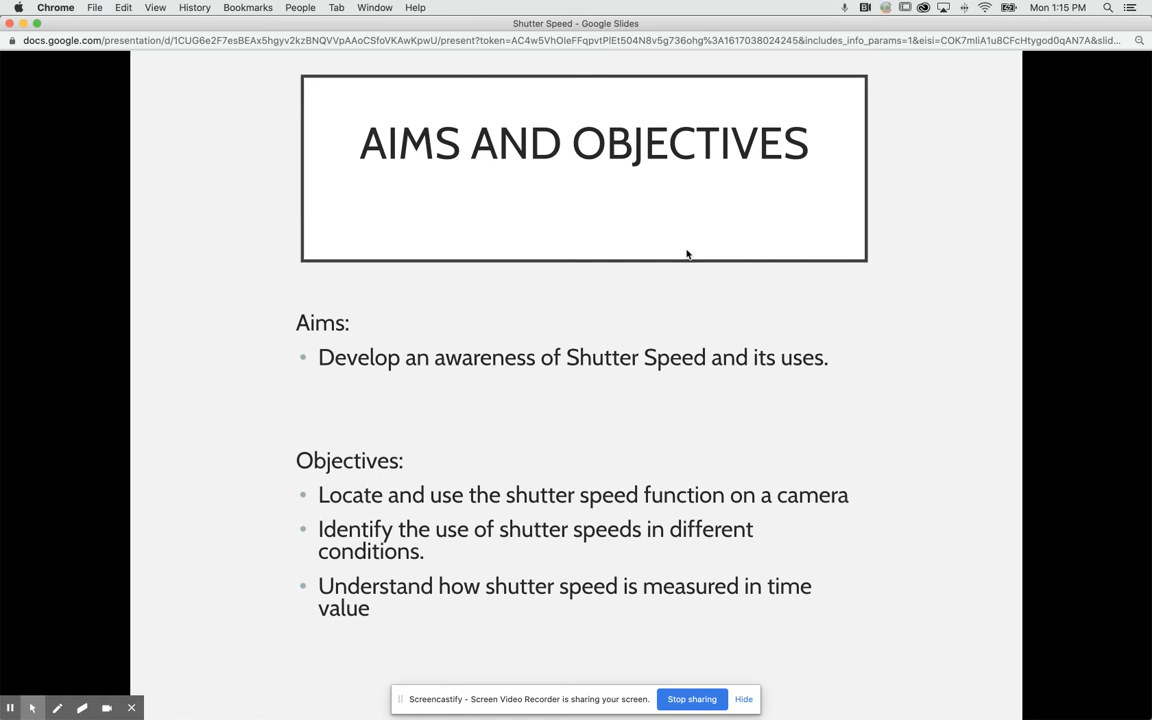 Chrome File Edit View History Bookmarks People Tab Window Help Mon 1:15 PM
Shutter Speed - Google Slides
docs.google.com/presentation/d/1CUG6e2F7esBEAx5hgyv2kzBNQVVpAAoCSfoVKAwKpwU/present?token=AC4w5VhOleFFqpvtPlEt504N8v5g736ohg%3A1617038024245&includes_info_params=1&eisi=COK7mIiA1u8CFcHtygod0qAN7A&slid...
AIMS AND OBJECTIVES
Aims:
• Develop an awareness of Shutter Speed and its uses.
Objectives:
• Locate and use the shutter speed function on a camera
• Identify the use of shutter speeds in different
conditions.
• Understand how shutter speed is measured in time
value
Screencastify - Screen Video Recorder is sharing your screen. Stop sharing Hide